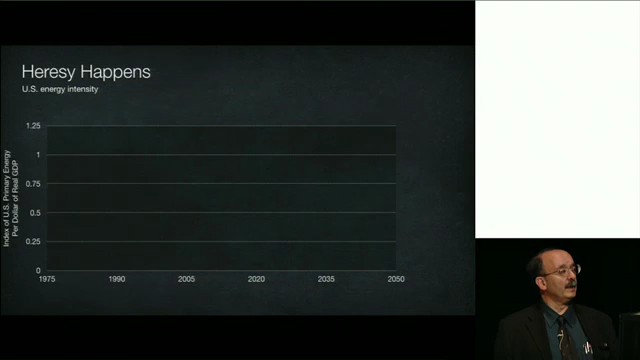 Heresy Happens
U.S. energy intensity
Index of U.S. Primary Energy
Per Dollar of Real GDP
1.25
1
0.75
0.5
0.25
0
1975 1990 2005 2020 2035 2050